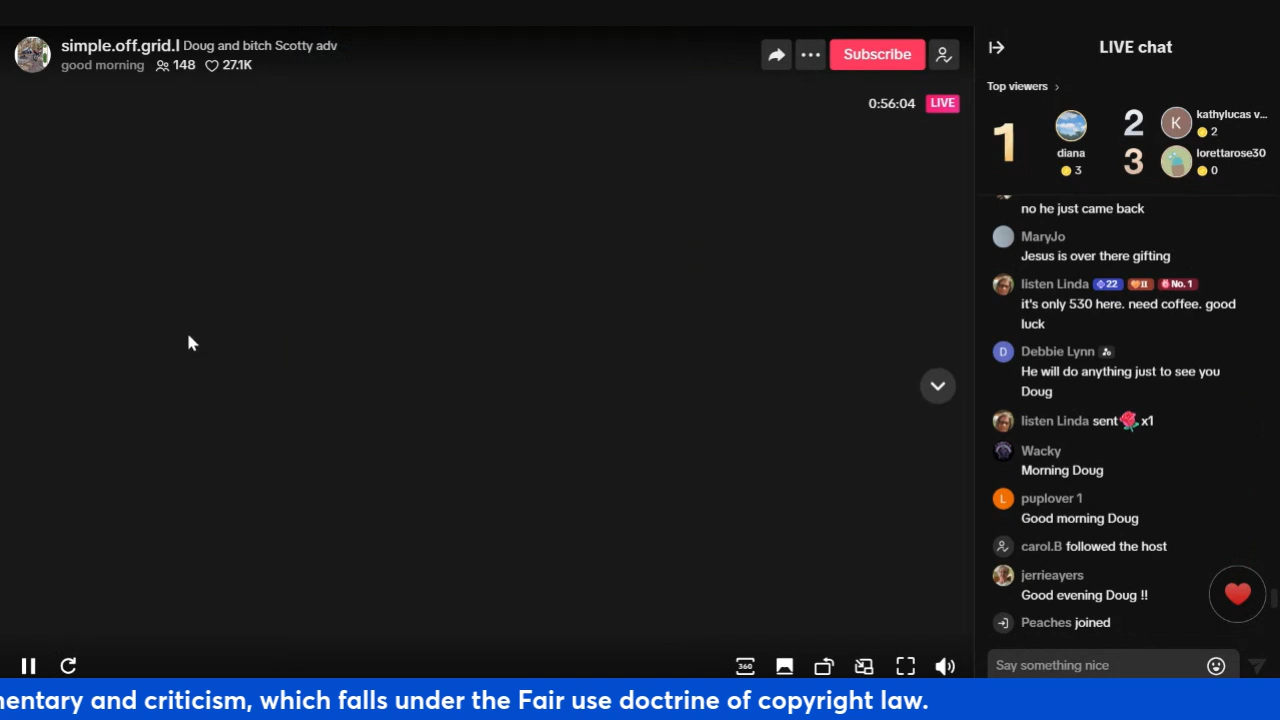 simple.off.grid.l Doug and bitch Scotty adv
good morning 148 27.1K
Subscribe
0:56:04 LIVE
LIVE chat
Top viewers
1
diana
3
2
K
kathylucas v...
2
3
lorettarose30
0
no he just came back
MaryJo
Jesus is over there gifting
listen Linda 22 II No. 1
it's only 530 here. need coffee. good
luck
D
Debbie Lynn
He will do anything just to see you
Doug
listen Linda sent x1
Wacky
Morning Doug
L
puplover 1
Good morning Doug
carol.B followed the host
jerrieayers
Good evening Doug !!
Peaches joined
360
Say something nice
mentary and criticism, which falls under the Fair use doctrine of copyright law.